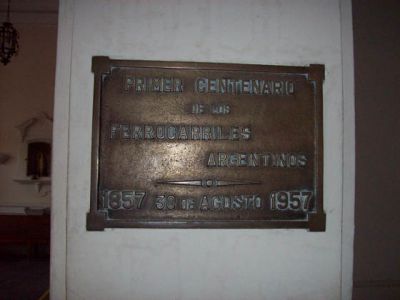 PRIMER CENTENARIO
DE LOS
FERROCARRILES
ARGENTINOS
1857 30 DE AGOSTO 1957